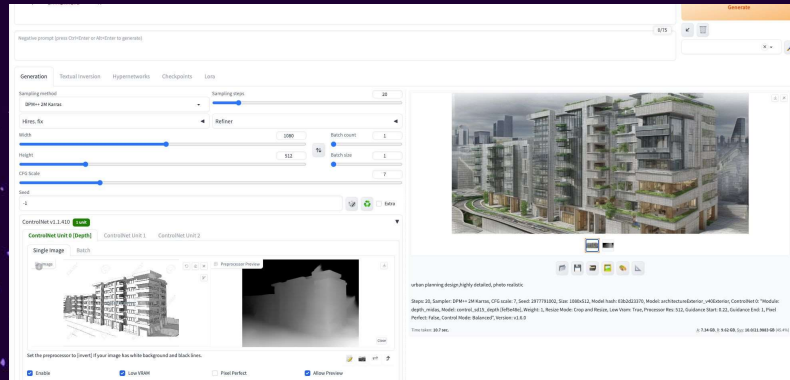 Generate
0/75
Negative prompt (press Ctrl+Enter or Alt+Enter to generate)
Generation Textual Inversion Hypernetworks Checkpoints Lora
Sampling method
Sampling steps
20
DPM++ 2M Karras
Hires. fix
Refiner
Width
1080
Batch count
1
Height
512
Batch size
1
CFG Scale
7
Seed
-1
Extra
ControlNet v1.1.410 1 unit
ControlNet Unit 0 [Depth] ControlNet Unit 1 ControlNet Unit 2
Single Image Batch
Image
Preprocessor Preview
Close
Set the preprocessor to [invert] If your image has white background and black lines.
Enable
Low VRAM
Pixel Perfect
Allow Preview
urban planning design,highly detailed, photo realistic
Steps: 20, Sampler: DPM++ 2M Karras, CFG scale: 7, Seed: 2977791002, Size: 1080x512, Model hash: 03b2d33370, Model: architectureExterior_v40Exterior, ControlNet 0: "Module:
depth_midas, Model: control_sd15_depth [fef5e48e], Weight: 1, Resize Mode: Crop and Resize, Low Vram: True, Processor Res: 512, Guidance Start: 0.22, Guidance End: 1, Pixel
Perfect: False, Control Mode: Balanced", Version: v1.6.0
Time taken: 10.7 sec.